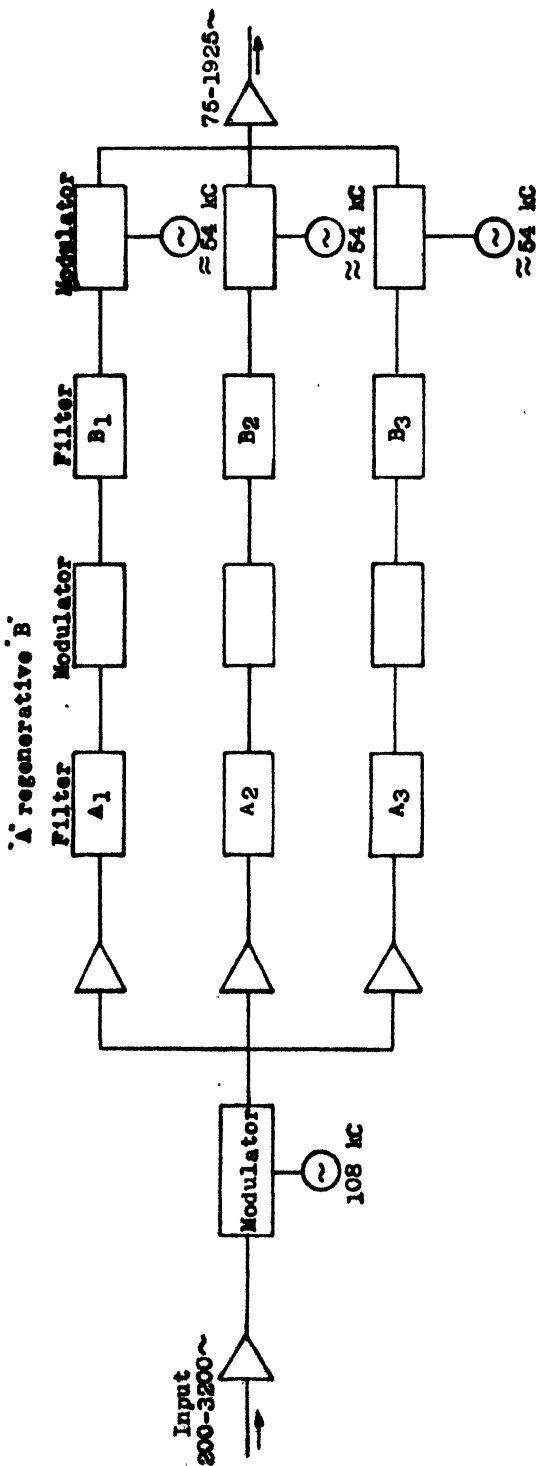 "A" regenerative "B"
Filter
Modulator
Filter
Modulator
Input
200-3200~
Modulator
~
108 kC
A1
B1
~
≈54 kC
A2
B2
~
≈54 kC
A3
B3
~
≈54 kC
75-1925~